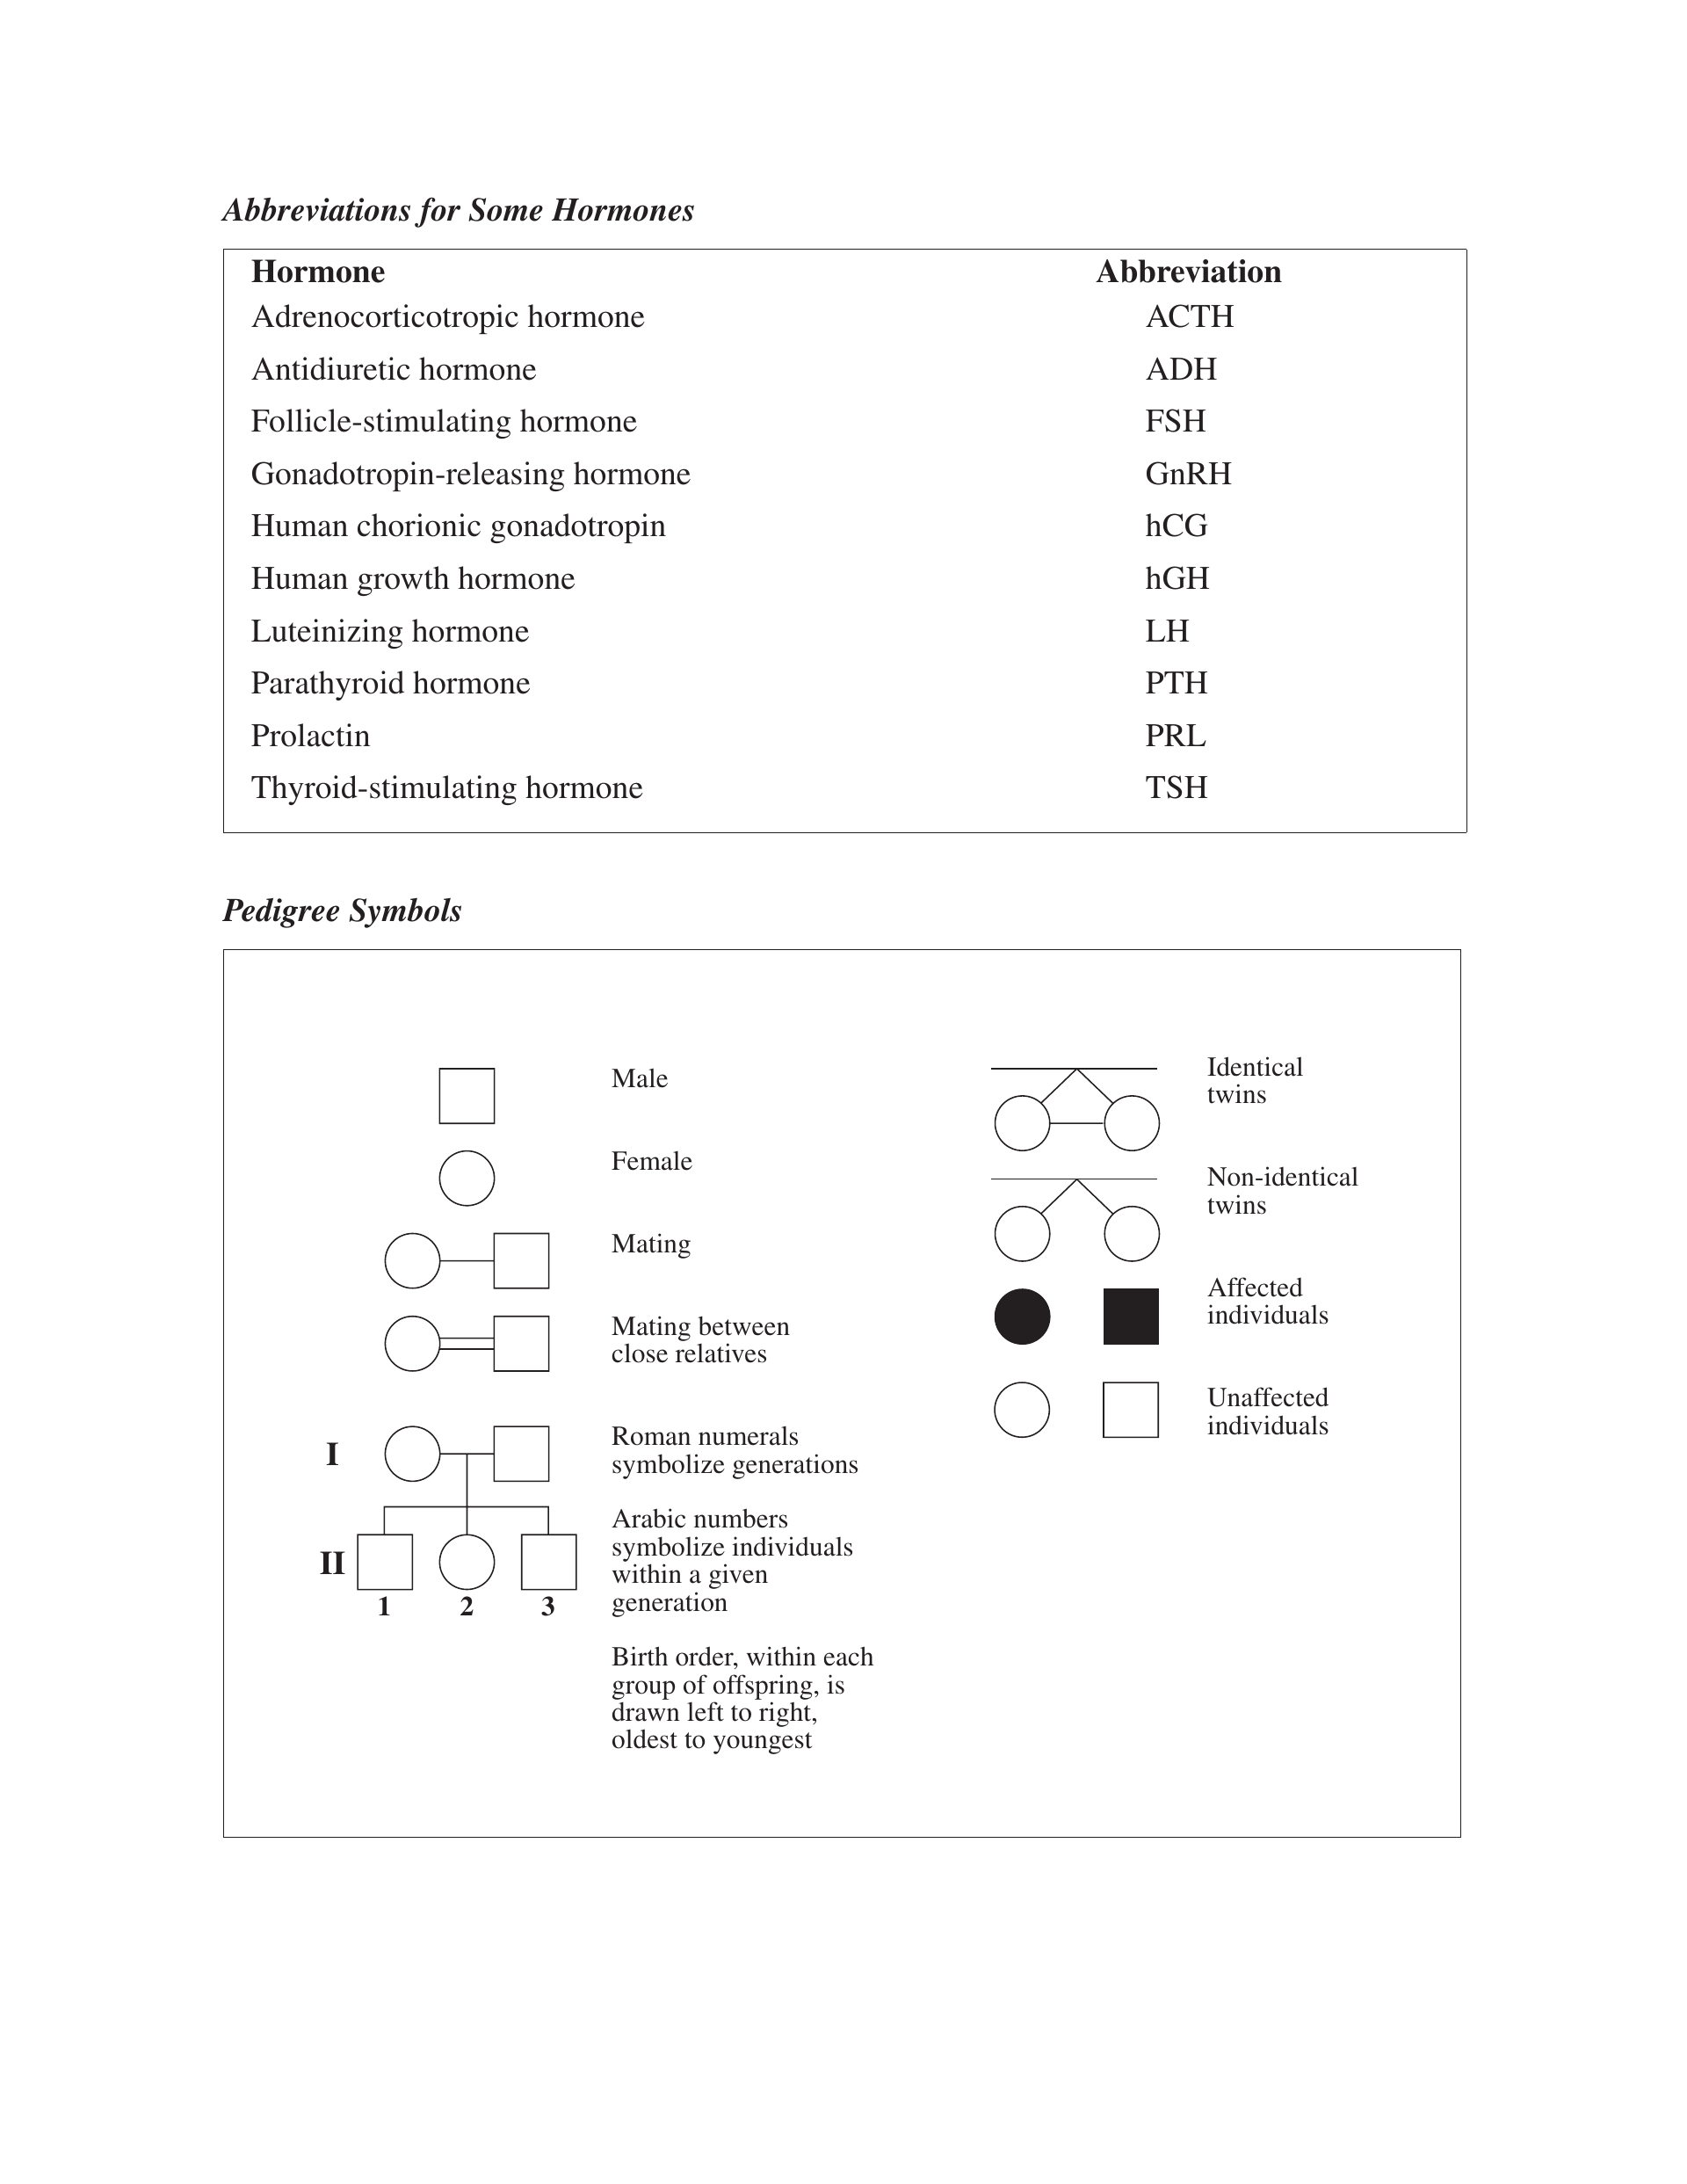 Abbreviations for Some Hormones
Hormone Abbreviation
Adrenocorticotropic hormone ACTH
Antidiuretic hormone ADH
Follicle-stimulating hormone FSH
Gonadotropin-releasing hormone GnRH
Human chorionic gonadotropin hCG
Human growth hormone hGH
Luteinizing hormone LH
Parathyroid hormone PTH
Prolactin PRL
Thyroid-stimulating hormone TSH
Pedigree Symbols
Male
Female
Mating
Mating between
close relatives
I
Roman numerals
symbolize generations
II
1 2 3
Arabic numbers
symbolize individuals
within a given
generation
Birth order, within each
group of offspring, is
drawn left to right,
oldest to youngest
Identical
twins
Non-identical
twins
Affected
individuals
Unaffected
individuals